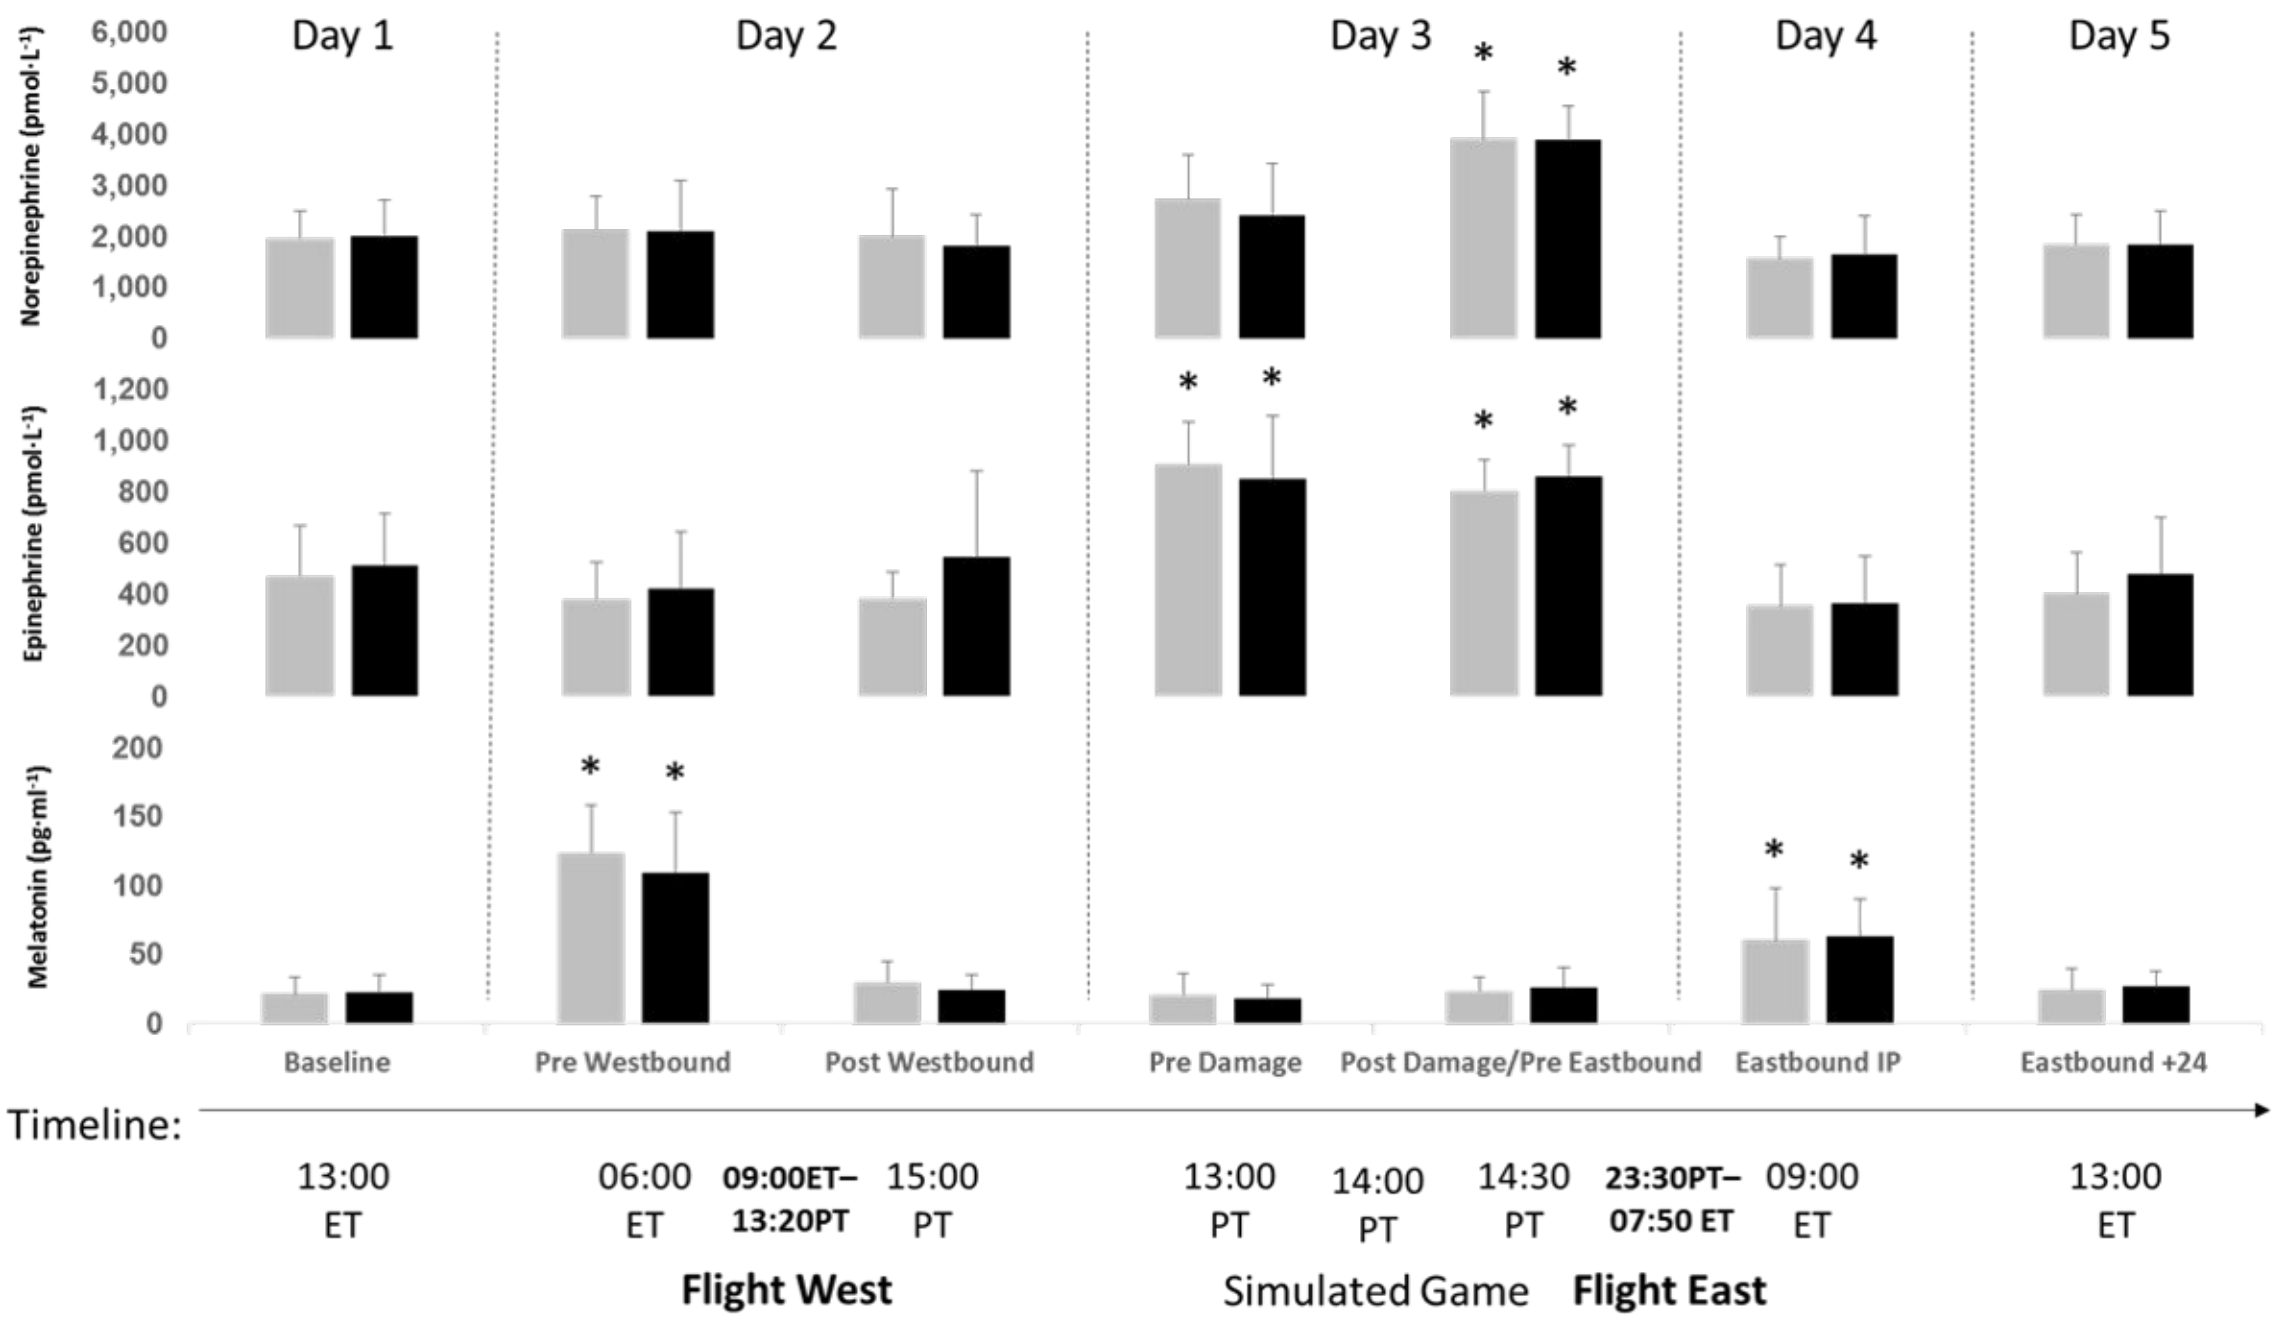 Day 1
Day 2
Day 3
Day 4
Day 5
Norepinephrine (pmol·L⁻¹)
6,000
5,000
4,000
3,000
2,000
1,000
0
* *
Epinephrine (pmol·L⁻¹)
1,200
1,000
800
600
400
200
0
* * * *
Melatonin (pg·ml⁻¹)
200
150
100
50
0
* * * *
Baseline
Pre Westbound
Post Westbound
Pre Damage
Post Damage/Pre Eastbound
Eastbound IP
Eastbound +24
Timeline:
13:00
ET
06:00
ET
09:00ET–
13:20PT
15:00
PT
13:00
PT
14:00
PT
14:30
PT
23:30PT–
07:50 ET
09:00
ET
13:00
ET
Flight West
Simulated Game
Flight East